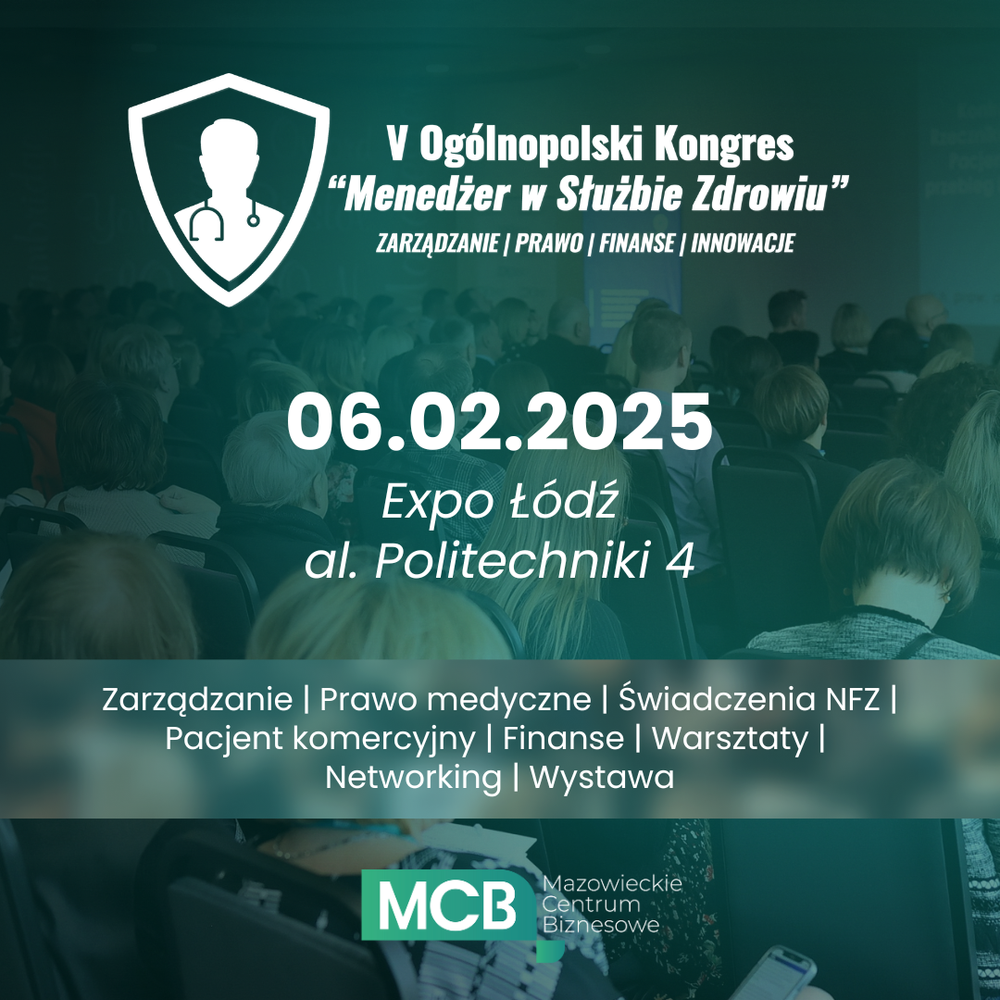 V Ogólnopolski Kongres
“Menedżer w Służbie Zdrowiu”
ZARZĄDZANIE | PRAWO | FINANSE | INNOWACJE
06.02.2025
Expo Łódź
al. Politechniki 4
Zarządzanie | Prawo medyczne | Świadczenia NFZ |
Pacjent komercyjny | Finanse | Warsztaty |
Networking | Wystawa
MCB
Mazowieckie
Centrum
Biznesowe